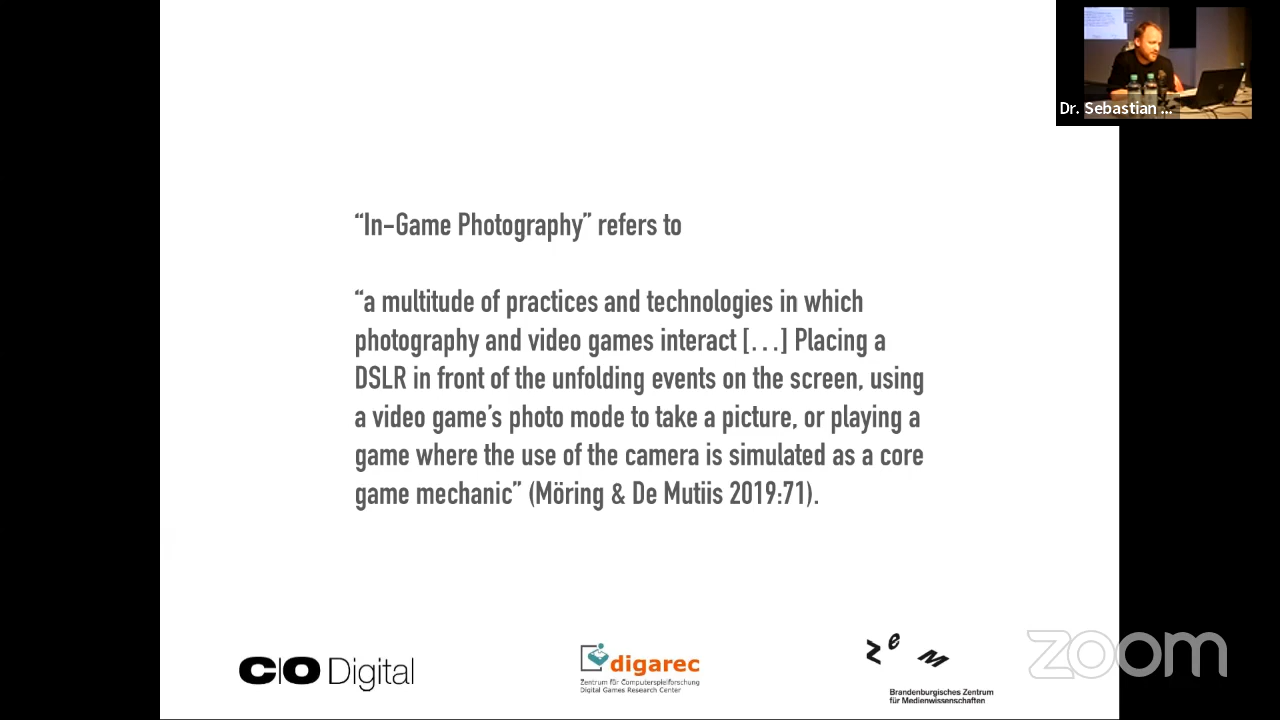 Dr. Sebastian ...
“In-Game Photography” refers to
“a multitude of practices and technologies in which
photography and video games interact [...] Placing a
DSLR in front of the unfolding events on the screen, using
a video game’s photo mode to take a picture, or playing a
game where the use of the camera is simulated as a core
game mechanic” (Möring & De Mutiis 2019:71).
C|O Digital
digarec
Zentrum für Computerspielforschung
Digital Games Research Center
ZeM
Brandenburgisches Zentrum
für Medienwissenschaften
zoom